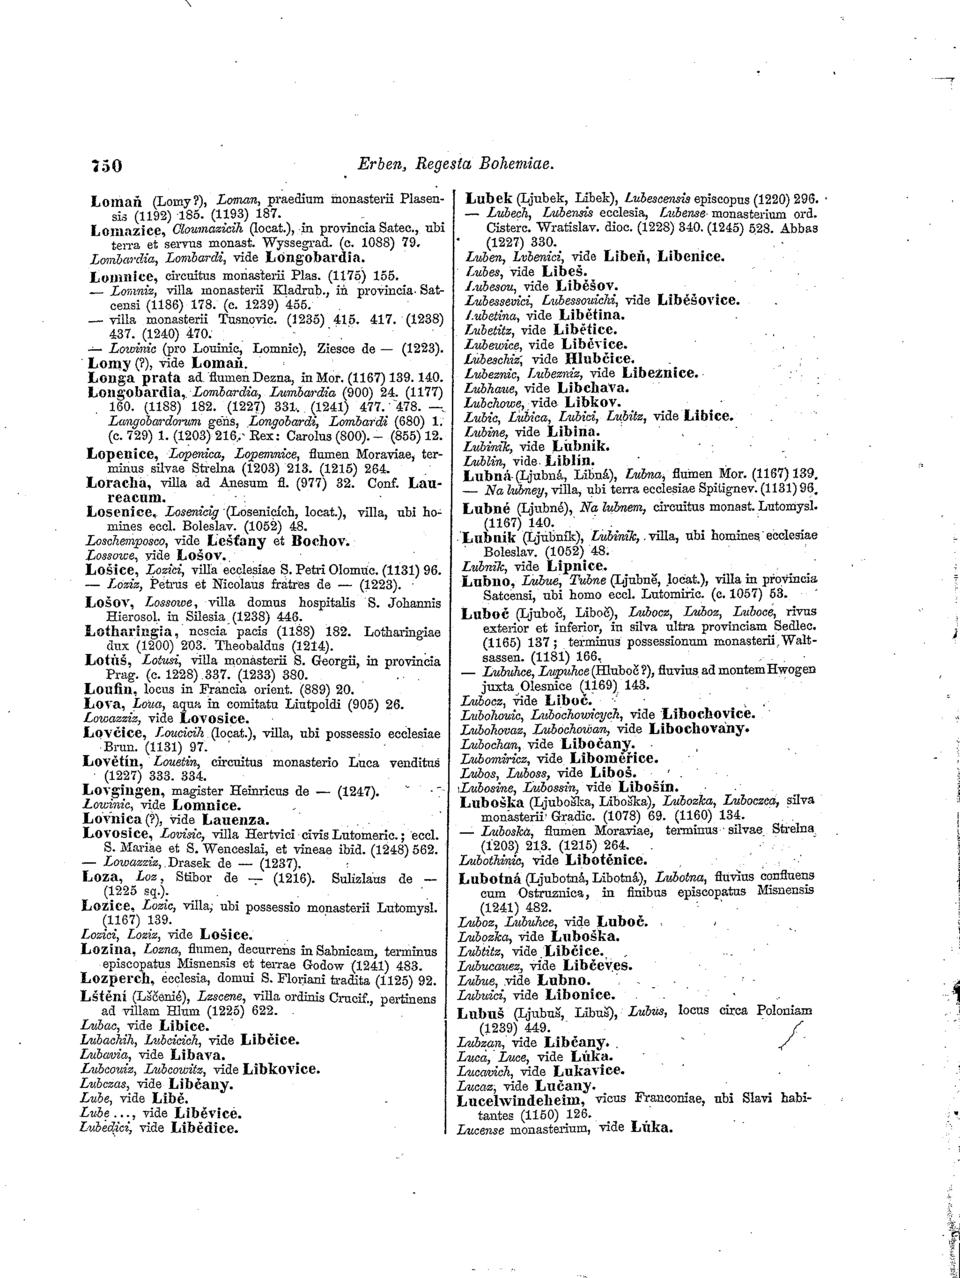 750
Erben, Regesta Bohemiae.
Lomaň (Lomy?), Loman, praedium monasterii Plasen-
sis (1192) 185. (1193) 187.
Lomazice, Cloumazicih (locat.), in provincia Satec., ubi
terra et servus monast. Wyssegrad. (c. 1088) 79.
Lombardia, Lombardi, vide Longobardia.
Lomnice, circuitus monasterii Plas. (1175) 155.
— Lomniz, villa monasterii Kladrub., in provincia Sat-
censi (1186) 178. (c. 1239) 455.
— villa monasterii Tusnovic. (1235) 415. 417. (1238)
437. (1240) 470.
— Lowinic (pro Louinic, Lomnic), Ziesce de — (1223).
Lomy (?), vide Lomaň.
Longa prata ad flumen Dezna, in Mor. (1167) 139. 140.
Longobardia, Lombardia, Lumbardia (900) 24. (1177)
160. (1188) 182. (1227) 331. (1241) 477. 478. —
Langobardorum gens, Longobardi, Lombardi (680) 1.
(c. 729) 1. (1203) 216. Rex: Carolus (800). — (855) 12.
Lopenice, Lopenica, Lopemnice, flumen Moraviae, ter-
minus silvae Strelna (1203) 213. (1215) 264.
Loracha, villa ad Anesum fl. (977) 32. Conf. Lau-
reacum.
Losenice, Losenicig (Losenicích, locat.), villa, ubi ho-
mines eccl. Boleslav. (1052) 48.
Loschemposco, vide Lešťany et Bochov.
Lossowe, vide Lošov.
Lošice, Lozici, villa ecclesiae S. Petri Olomuc. (1131) 96.
— Loziz, Petrus et Nicolaus fratres de — (1223).
Lošov, Lossowe, villa domus hospitalis S. Johannis
Hierosol. in Silesia (1238) 446.
Lotharingia, nescia pacis (1188) 182. Lotharingiae
dux (1200) 203. Theobaldus (1214).
Lotůš, Lotusi, villa monasterii S. Georgii, in provincia
Prag. (c. 1228) 337. (1233) 380.
Loufin, locus in Francia orient. (889) 20.
Lova, Loua, aqua in comitatu Liutpoldi (905) 26.
Lowazziz, vide Lovosice.
Lovčice, Loucicih (locat.), villa, ubi possessio ecclesiae
Brun. (1131) 97.
Lovětín, Louetin, circuitus monasterio Luca venditus
(1227) 333. 334.
Lovgingen, magister Heinricus de — (1247).
Lowinic, vide Lomnice.
Lovnica (?), vide Lauenza.
Lovosice, Lovisic, villa Hertvici civis Lutomeric.; eccl.
S. Mariae et S. Wenceslai, et vineae ibid. (1248) 562.
— Lowazziz, Drasek de — (1237).
Loza, Loz, Stibor de — (1216). Sulizlaus de —
(1225 sq.).
Lozice, Lozic, villa, ubi possessio monasterii Lutomysl.
(1167) 139.
Lozici, Loziz, vide Lošice.
Lozina, Lozna, flumen, decurrens in Sabnicam, terminus
episcopatus Misnensis et terrae Godow (1241) 483.
Lozperch, ecclesia, domui S. Floriani tradita (1125) 92.
Lštění (Lščenié), Lzscene, villa ordinis Crucif., pertinens
ad villam Hlum (1225) 622.
Lubac, vide Libice.
Lubachih, Lubcicich, vide Libčice.
Lubavia, vide Libava.
Lubcouiz, Lubcowitz, vide Libkovice.
Lubczas, vide Libčany.
Lube, vide Libě.
Lube ..., vide Liběvice.
Lubedici, vide Libědice.
Lubek (Ljubek, Libek), Lubescensis episcopus (1220) 296.
— Lubech, Lubensis ecclesia, Lubense monasterium ord.
Cisterc. Wratislav. dioc. (1228) 340. (1245) 528. Abbas
(1227) 330.
Luben, Lvbenici, vide Libeň, Libenice.
Lubes, vide Libeš.
Lubesou, vide Liběšov.
Lubessevici, Lubessouichi, vide Liběšovice.
Lubetina, vide Libětina.
Lubetitz, vide Libětice.
Lubewice, vide Liběvice.
Lubeschiz, vide Hlubčice.
Lubeznic, Lubezniz, vide Libeznice.
Lubhaue, vide Libchava.
Lubchowe, vide Libkov.
Lubic, Lubica, Lubici, Lubitz, vide Libice.
Lubine, vide Libina.
Lubinik, vide Lubnik.
Lublin, vide Liblin.
Lubná (Ljubná, Libná), Lubna, flumen Mor. (1167) 139.
— Na lubney, villa, ubi terra ecclesiae Spitignev. (1131) 96.
Lubné (Ljubné), Na lubnem, circuitus monast. Lutomysl.
(1167) 140.
Lubnik (Ljubník), Lubinik, villa, ubi homines ecclesiae
Boleslav. (1052) 48.
Lubnik, vide Lipnice.
Lubno, Lubue, Tubne (Ljubně, locat.), villa in provincia
Satcensi, ubi homo eccl. Lutomiric. (c. 1057) 53.
Luboč (Ljuboč, Liboč), Lubocz, Luboz, Luboce, rivus
exterior et inferior, in silva ultra provinciam Sedlec.
(1165) 137; terminus possessionum monasterii Walt-
sassen. (1181) 166.
— Lubuhce, Lupuhce (Hluboč?), fluvius ad montem Hwogen
juxta Olesnice (1169) 143.
Lubocz, vide Liboč.
Lubohouic, Lubochowicych, vide Libochovice.
Lubohovaz, Lubochowan, vide Libochovany.
Lubochan, vide Libočany.
Lubomiricz, vide Liboměřice.
Lubos, Luboss, vide Liboš.
Lubosine, Lubossin, vide Libošín.
Luboška (Ljuboška, Liboška), Lubozka, Luboczca, silva
monasterii Gradic. (1078) 69. (1160) 134.
— Luboska, flumen Moraviae, terminus silvae Strelna
(1203) 213. (1215) 264.
Lubothinic, vide Libotěnice.
Lubotná (Ljubotná, Libotná), Lubotna, fluvius confluens
cum Ostruznica, in finibus episcopatus Misnensis
(1241) 482.
Luboz, Lubuhce, vide Luboč.
Lubozka, vide Luboška.
Lubtitz, vide Libčice.
Lubucauez, vide Libčeves.
Lubue, vide Lubno.
Lubuici, vide Libonice.
Lubuš (Ljubuš, Libuš), Lubus, locus circa Poloniam
(1239) 449.
Lubzan, vide Libčany.
Luca, Luce, vide Lúka.
Lucavich, vide Lukavice.
Lucaz, vide Lučany.
Lucelwindeheim, vicus Franconiae, ubi Slavi habi-
tantes (1150) 126.
Lucense monasterium, vide Lúka.